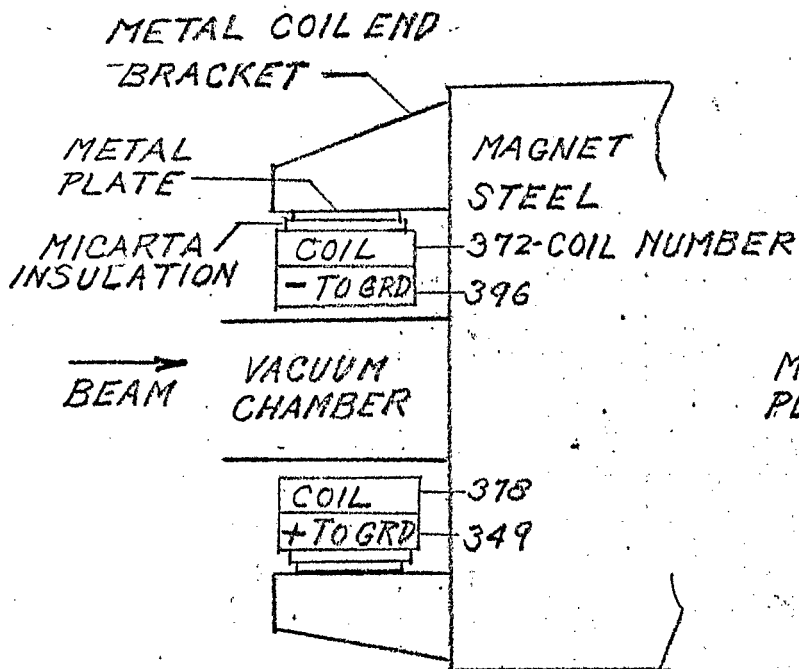 METAL COIL END
BRACKET
METAL
PLATE
MAGNET
STEEL
MICARTA
INSULATION
COIL
372-COIL NUMBER
- TO GRD
396
BEAM
VACUUM
CHAMBER
COIL
378
+ TO GRD
349
M
PL